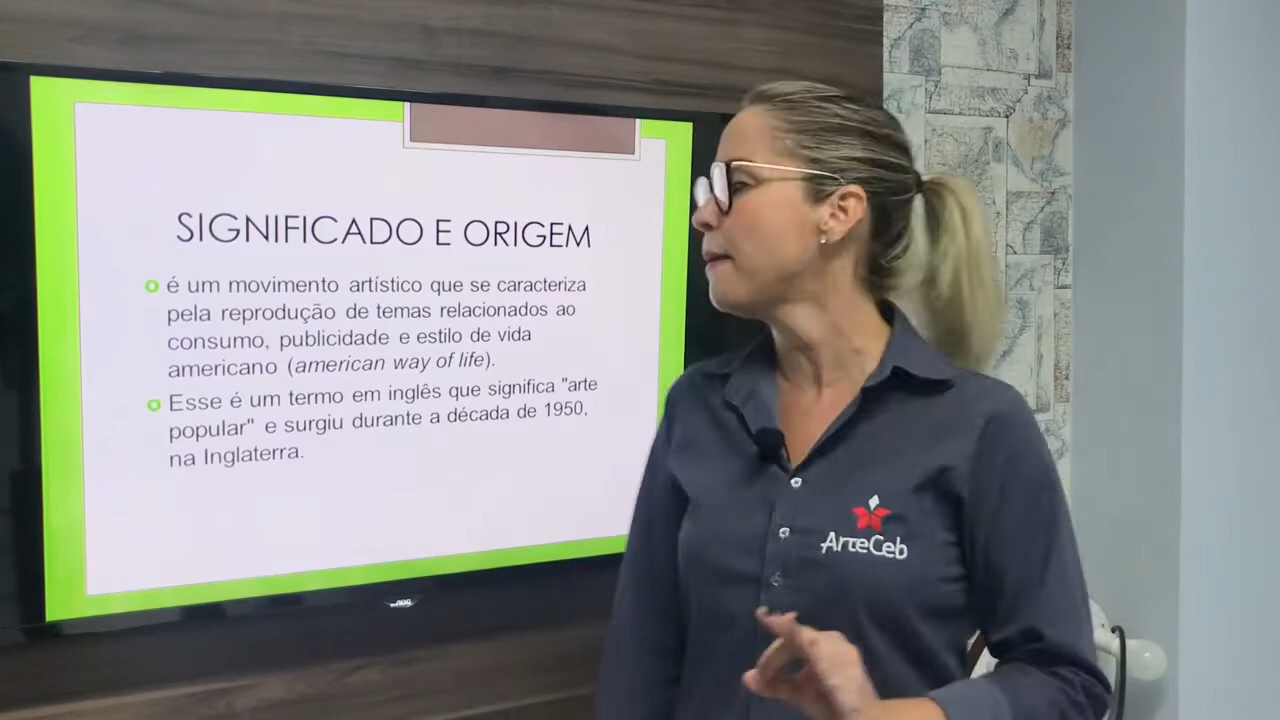 SIGNIFICADO E ORIGEM
é um movimento artístico que se caracteriza
pela reprodução de temas relacionados ao
consumo, publicidade e estilo de vida
americano (american way of life).
Esse é um termo em inglês que significa "arte
popular" e surgiu durante a década de 1950,
na Inglaterra.
ArteCeb
AOC